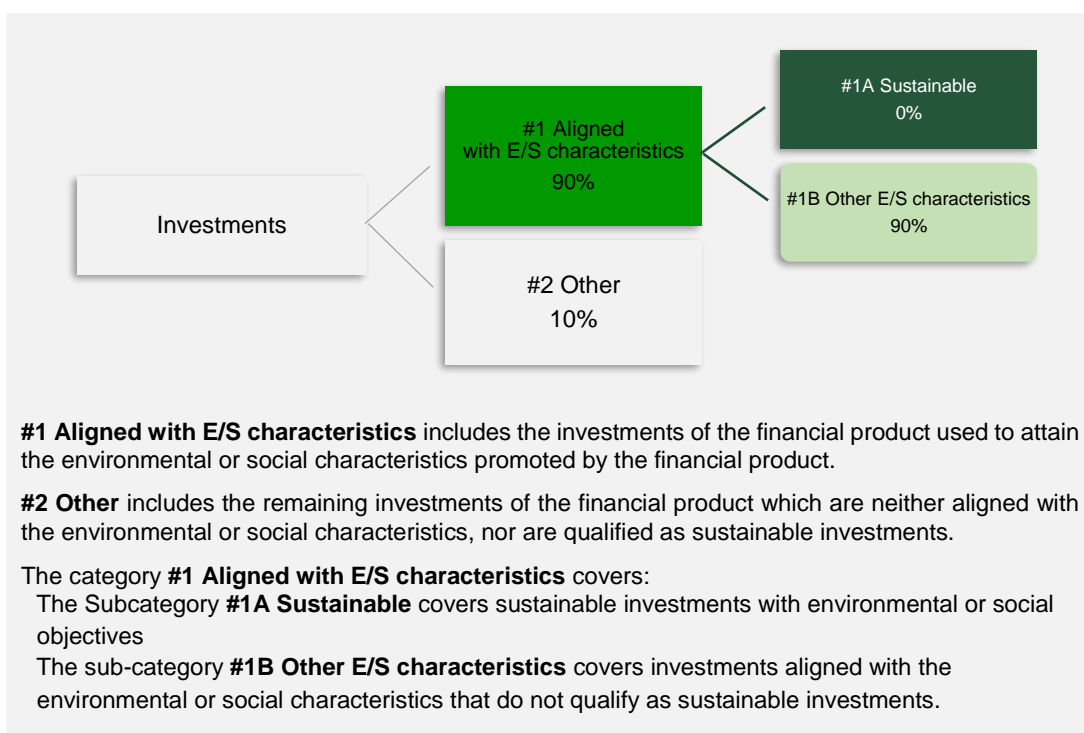 Investments
#1 Aligned
with E/S characteristics
90%
#2 Other
10%
#1A Sustainable
0%
#1B Other E/S characteristics
90%
#1 Aligned with E/S characteristics includes the investments of the financial product used to attain
the environmental or social characteristics promoted by the financial product.
#2 Other includes the remaining investments of the financial product which are neither aligned with
the environmental or social characteristics, nor are qualified as sustainable investments.
The category #1 Aligned with E/S characteristics covers:
The Subcategory #1A Sustainable covers sustainable investments with environmental or social
objectives
The sub-category #1B Other E/S characteristics covers investments aligned with the
environmental or social characteristics that do not qualify as sustainable investments.